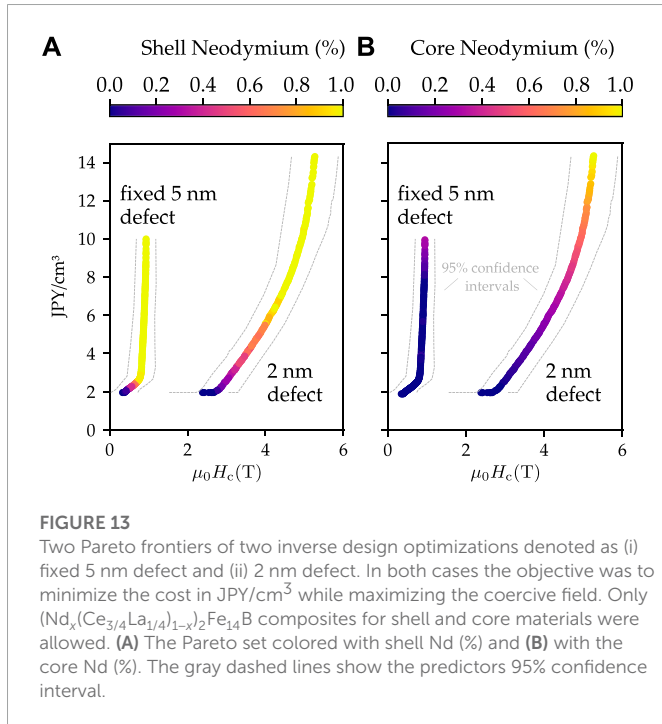 A
Shell Neodymium (%)
0.0 0.2 0.4 0.6 0.8 1.0
B
Core Neodymium (%)
0.0 0.2 0.4 0.6 0.8 1.0
JPY/cm³
14
12
10
8
6
4
2
0
fixed 5 nm
defect
2 nm
defect
0 2 4 6
μ₀H_c(T)
fixed 5 nm
defect
95% confidence
intervals
2 nm
defect
0 2 4 6
μ₀H_c(T)
FIGURE 13
Two Pareto frontiers of two inverse design optimizations denoted as (i)
fixed 5 nm defect and (ii) 2 nm defect. In both cases the objective was to
minimize the cost in JPY/cm³ while maximizing the coercive field. Only
(Ndₓ(Ce₃/₄La₁/₄)₁₋ₓ)₂Fe₁₄B composites for shell and core materials were
allowed. (A) The Pareto set colored with shell Nd (%) and (B) with the
core Nd (%). The gray dashed lines show the predictors 95% confidence
interval.